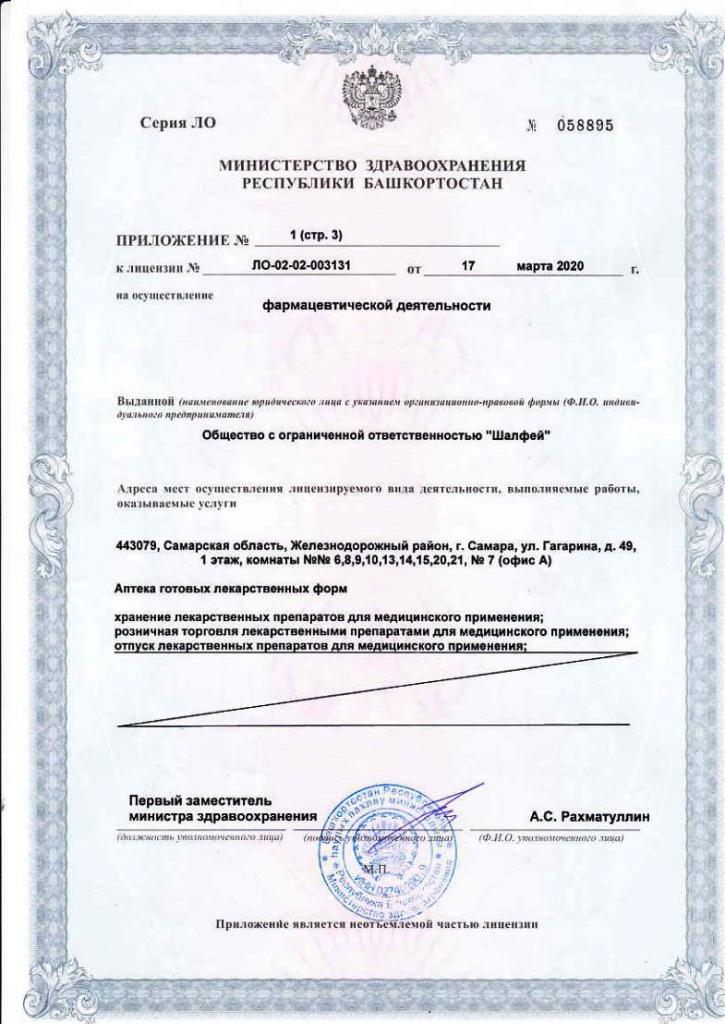 Серия ЛО
№ 058895
МИНИСТЕРСТВО ЗДРАВООХРАНЕНИЯ
РЕСПУБЛИКИ БАШКОРТОСТАН
ПРИЛОЖЕНИЕ № 1 (стр. 3)
к лицензии № ЛО-02-02-003131 от 17 марта 2020 г.
на осуществление
фармацевтической деятельности
Выданной (наименование юридического лица с указанием организационно-правовой формы (Ф.И.О. индиви-
дуального предпринимателя)
Общество с ограниченной ответственностью "Шалфей"
Адреса мест осуществления лицензируемого вида деятельности, выполняемые работы,
оказываемые услуги
443079, Самарская область, Железнодорожный район, г. Самара, ул. Гагарина, д. 49,
1 этаж, комнаты №№ 6,8,9,10,13,14,15,20,21, № 7 (офис А)
Аптека готовых лекарственных форм
хранение лекарственных препаратов для медицинского применения;
розничная торговля лекарственными препаратами для медицинского применения;
отпуск лекарственных препаратов для медицинского применения;
Первый заместитель
министра здравоохранения
А.С. Рахматуллин
(должность уполномоченного лица)
(подпись уполномоченного лица)
(Ф.И.О. уполномоченного лица)
М.П.
Приложение является неотъемлемой частью лицензии